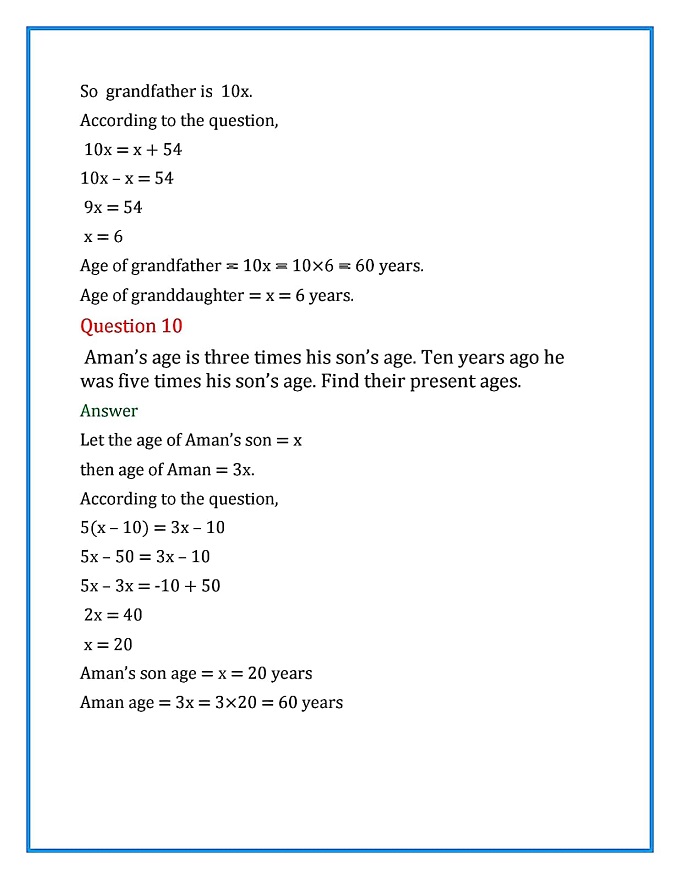 So grandfather is 10x.
According to the question,
10x = x + 54
10x – x = 54
9x = 54
x = 6
Age of grandfather = 10x = 10×6 = 60 years.
Age of granddaughter = x = 6 years.
Question 10
Aman’s age is three times his son’s age. Ten years ago he
was five times his son’s age. Find their present ages.
Answer
Let the age of Aman’s son = x
then age of Aman = 3x.
According to the question,
5(x – 10) = 3x – 10
5x – 50 = 3x – 10
5x – 3x = -10 + 50
2x = 40
x = 20
Aman’s son age = x = 20 years
Aman age = 3x = 3×20 = 60 years